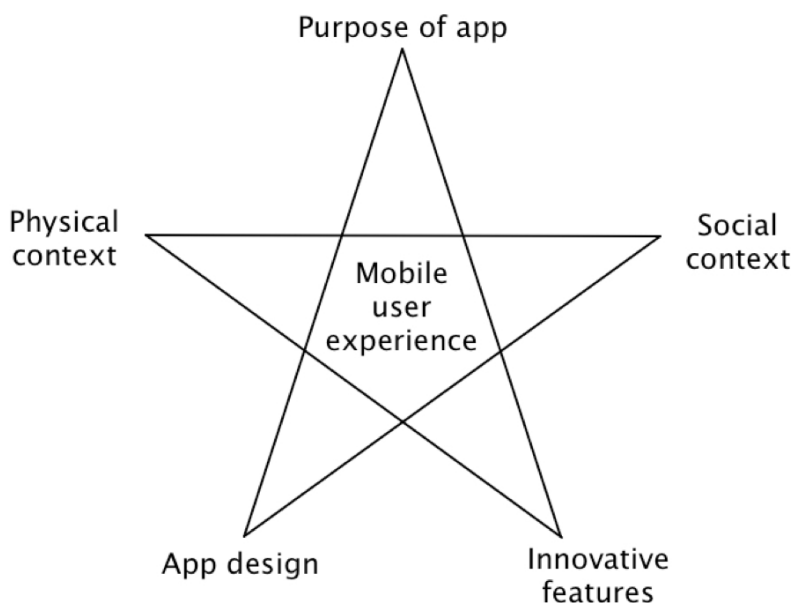 Purpose of app
Physical
context
Social
context
Mobile
user
experience
App design
Innovative
features